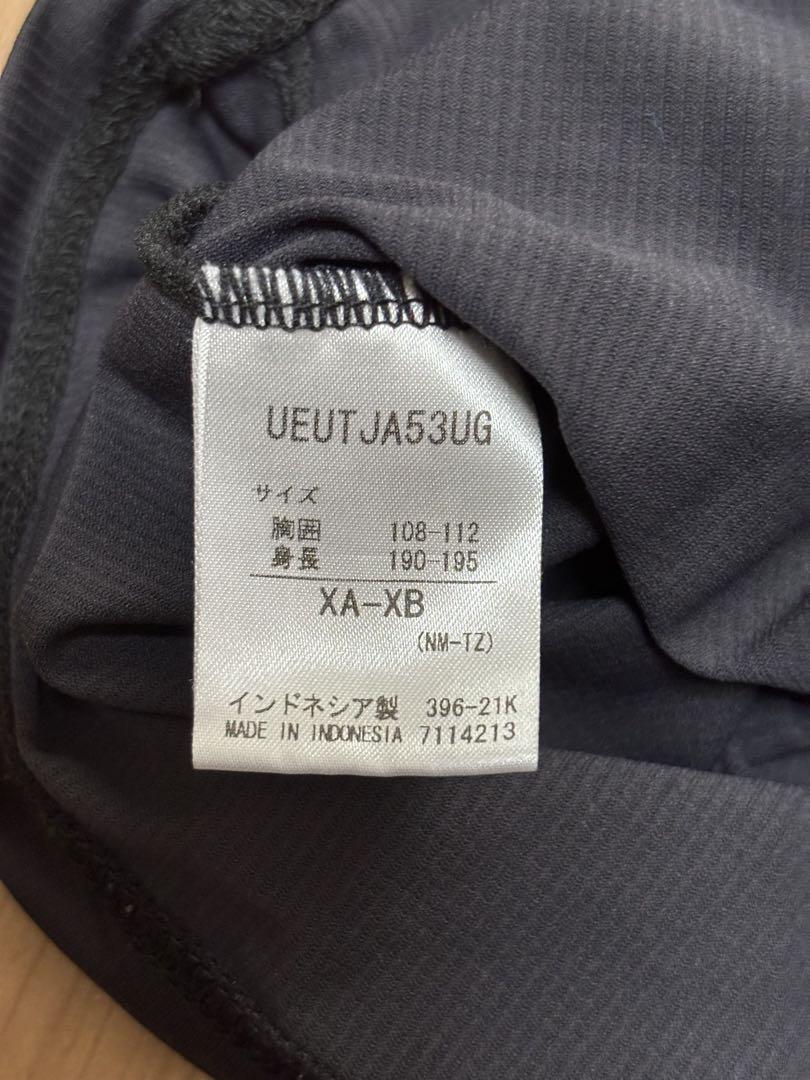 UEUTJA53UG
サイズ
胸囲 108-112
身長 190-195
XA-XB
(NM-TZ)
インドネシア製 396-21K
MADE IN INDONESIA 7114213